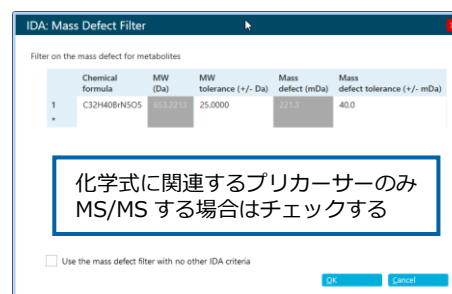 IDA: Mass Defect Filter
Filter on the mass defect for metabolites
Chemical formula MW (Da) MW tolerance (+/- Da) Mass defect (mDa) Mass defect tolerance (+/- mDa)
1 C32H40BrN5O5 653.2213 25.0000 221.3 40.0
*
化学式に関連するプリカーサーのみ
MS/MS する場合はチェックする
Use the mass defect filter with no other IDA criteria
OK Cancel